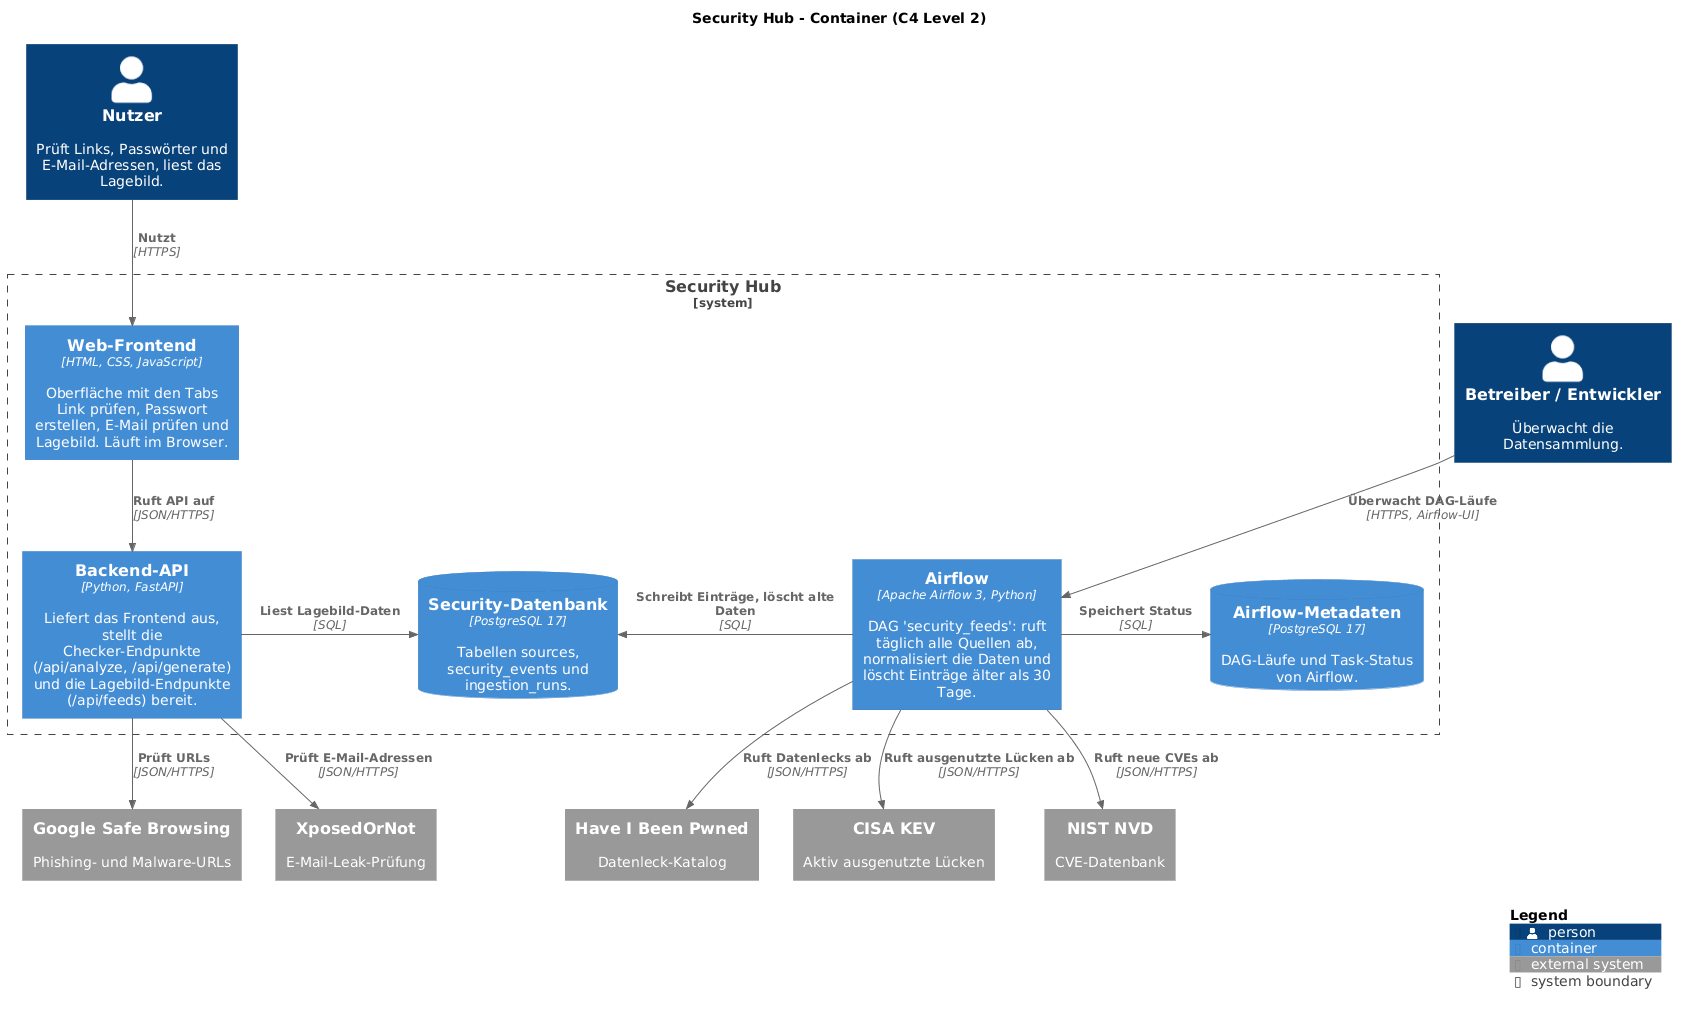 Security Hub - Container (C4 Level 2)
Nutzer
Prüft Links, Passwörter und
E-Mail-Adressen, liest das
Lagebild.
Nutzt
[HTTPS]
Security Hub
[system]
Web-Frontend
[HTML, CSS, JavaScript]
Oberfläche mit den Tabs
Link prüfen, Passwort
erstellen, E-Mail prüfen und
Lagebild. Läuft im Browser.
Betreiber / Entwickler
Überwacht die
Datensammlung.
Ruft API auf
[JSON/HTTPS]
Überwacht DAG-Läufe
[HTTPS, Airflow-UI]
Backend-API
[Python, FastAPI]
Liefert das Frontend aus,
stellt die
Checker-Endpunkte
(/api/analyze, /api/generate)
und die Lagebild-Endpunkte
(/api/feeds) bereit.
Liest Lagebild-Daten
[SQL]
Security-Datenbank
[PostgreSQL 17]
Tabellen sources,
security_events und
ingestion_runs.
Schreibt Einträge, löscht alte
Daten
[SQL]
Airflow
[Apache Airflow 3, Python]
DAG 'security_feeds': ruft
täglich alle Quellen ab,
normalisiert die Daten und
löscht Einträge älter als 30
Tage.
Speichert Status
[SQL]
Airflow-Metadaten
[PostgreSQL 17]
DAG-Läufe und Task-Status
von Airflow.
Prüft URLs
[JSON/HTTPS]
Prüft E-Mail-Adressen
[JSON/HTTPS]
Ruft Datenlecks ab
[JSON/HTTPS]
Ruft ausgenutzte Lücken ab
[JSON/HTTPS]
Ruft neue CVEs ab
[JSON/HTTPS]
Google Safe Browsing
Phishing- und Malware-URLs
XposedOrNot
E-Mail-Leak-Prüfung
Have I Been Pwned
Datenleck-Katalog
CISA KEV
Aktiv ausgenutzte Lücken
NIST NVD
CVE-Datenbank
Legend
person
container
external system
system boundary